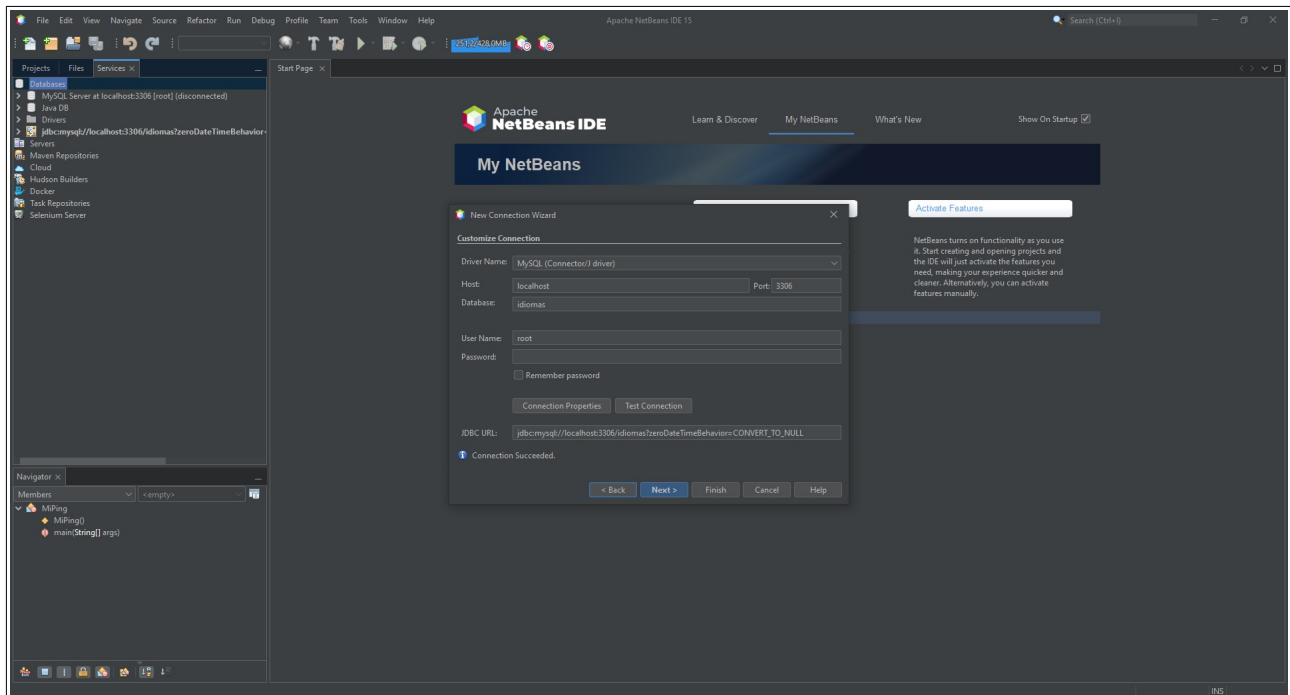 File Edit View Navigate Source Refactor Run Debug Profile Team Tools Window Help
Apache NetBeans IDE 15
Search (Ctrl+I)
251,2/428,0MB
Projects Files Services
Databases
MySQL Server at localhost:3306 [root] (disconnected)
Java DB
Drivers
jdbc:mysql://localhost:3306/idiomas?zeroDateTimeBehavior=
Servers
Maven Repositories
Cloud
Hudson Builders
Docker
Task Repositories
Selenium Server
Navigator
Members
<empty>
MiPing
MiPing()
main(String[] args)
Start Page
Apache
NetBeans IDE
Learn & Discover My NetBeans What's New Show On Startup
My NetBeans
Activate Features
NetBeans turns on functionality as you use
it. Start creating and opening projects and
the IDE will just activate the features you
need, making your experience quicker and
cleaner. Alternatively, you can activate
features manually.
New Connection Wizard
Customize Connection
Driver Name: MySQL (Connector/J driver)
Host: localhost Port: 3306
Database: idiomas
User Name: root
Password:
Remember password
Connection Properties Test Connection
JDBC URL: jdbc:mysql://localhost:3306/idiomas?zeroDateTimeBehavior=CONVERT_TO_NULL
Connection Succeeded.
< Back Next > Finish Cancel Help
INS